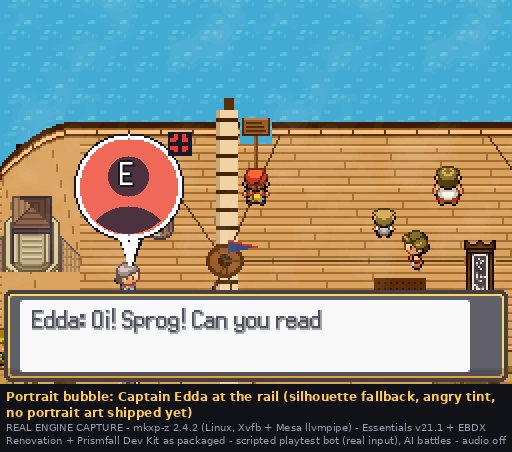 E
Edda: Oi! Sprog! Can you read
Portrait bubble: Captain Edda at the rail (silhouette fallback, angry tint,
no portrait art shipped yet)
REAL ENGINE CAPTURE - mkxp-z 2.4.2 (Linux, Xvfb + Mesa llvmpipe) - Essentials v21.1 + EBDX
Renovation + Prismfall Dev Kit as packaged - scripted playtest bot (real input), AI battles - audio off